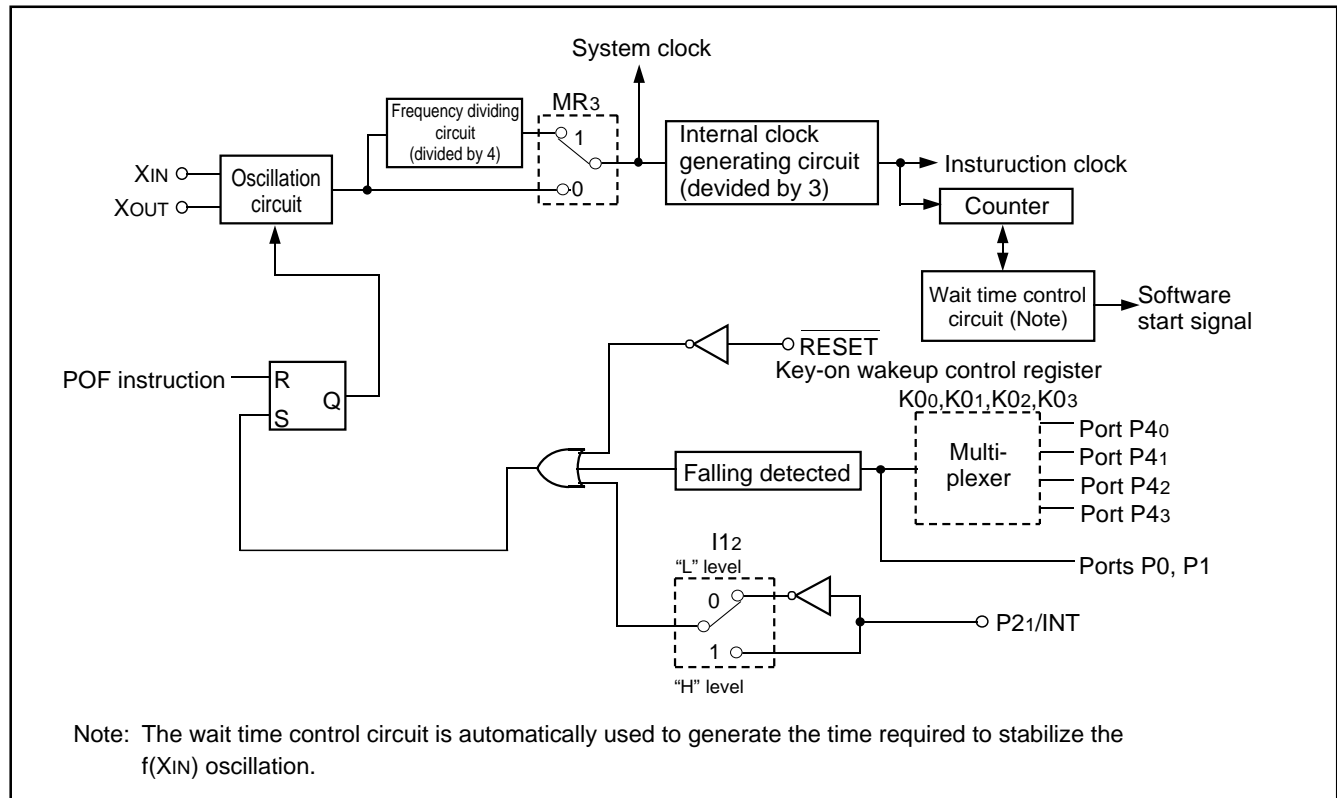 System clock
Frequency dividing
circuit
(divided by 4)
MR3
1
0
Internal clock
generating circuit
(devided by 3)
Insturuction clock
Counter
XIN
XOUT
Oscillation
circuit
Wait time control
circuit (Note)
Software
start signal
RESET
Key-on wakeup control register
K00,K01,K02,K03
POF instruction
R
S
Q
Multi-
plexer
Port P40
Port P41
Port P42
Port P43
Falling detected
Ports P0, P1
I12
“L” level
0
1
“H” level
P21/INT
Note: The wait time control circuit is automatically used to generate the time required to stabilize the
f(XIN) oscillation.